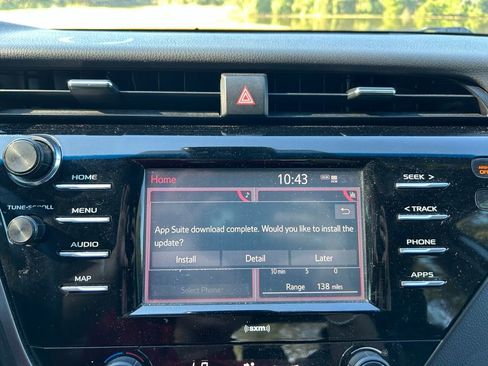 Home 10:43
HOME
SEEK >
App Suite download complete. Would you like to install the
update?
TUNE•SCROLL
MENU
< TRACK
Install Detail Later
AUDIO
PHONE
10 min 5 0
Select Phone
Range 138 miles
MAP
APPS
((sxm))